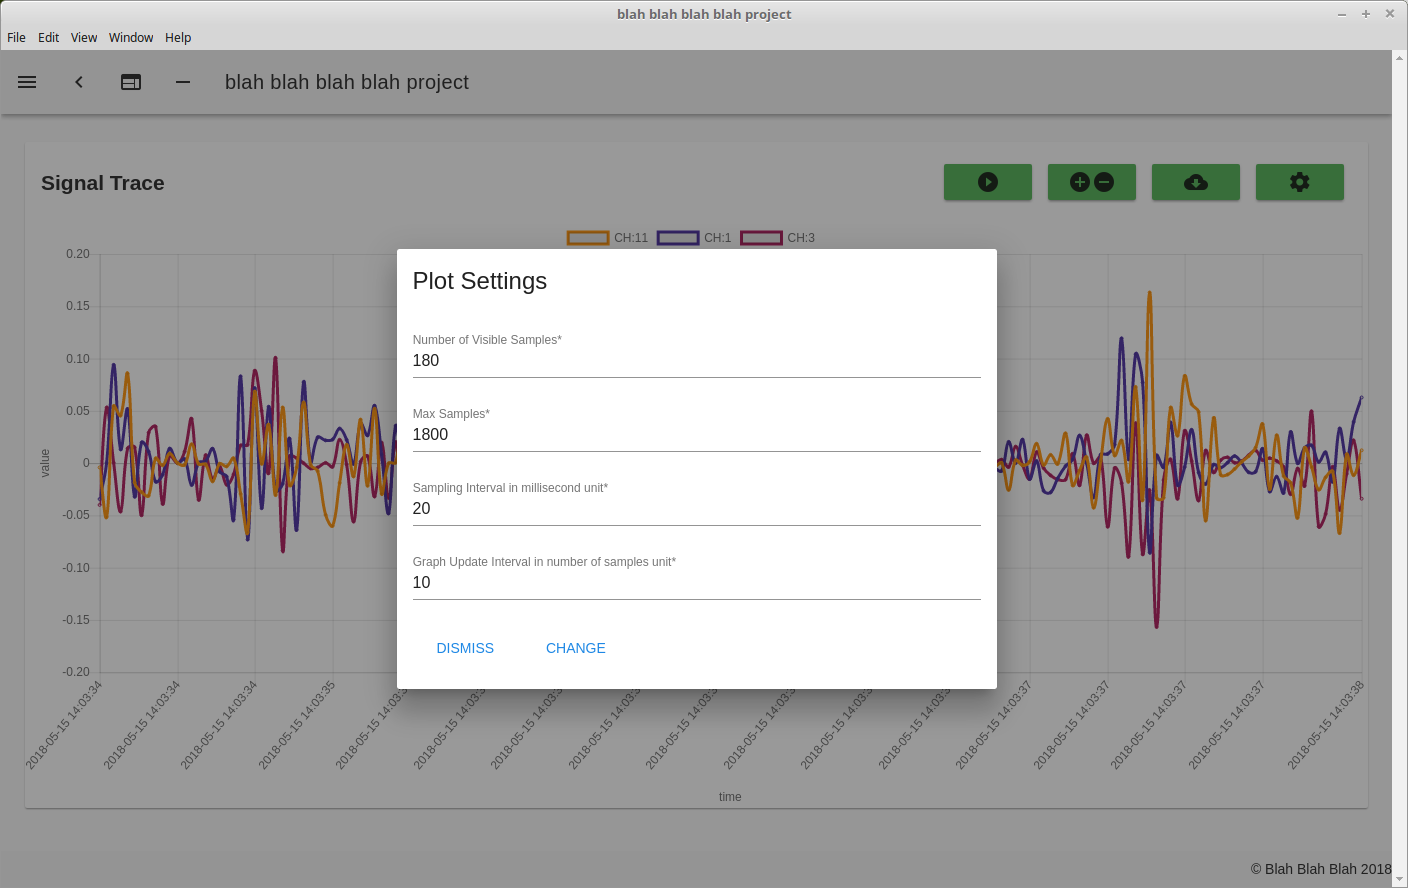 blah blah blah blah project
File Edit View Window Help
blah blah blah blah project
Signal Trace
CH:11 CH:1 CH:3
0.20
0.15
0.10
0.05
0
-0.05
-0.10
-0.15
-0.20
value
Plot Settings
Number of Visible Samples*
180
Max Samples*
1800
Sampling Interval in millisecond unit*
20
Graph Update Interval in number of samples unit*
10
DISMISS CHANGE
2018-05-15 14:03:34
2018-05-15 14:03:34
2018-05-15 14:03:34
2018-05-15 14:03:35
2018-05-15 14:03:3
2018-05-15 14:03:3
2018-05-15 14:03:3
2018-05-15 14:03:3
2018-05-15 14:03:3
2018-05-15 14:03:3
2018-05-15 14:03:3
2018-05-15 14:03:3
2018-05-15 14:03:37
2018-05-15 14:03:37
2018-05-15 14:03:37
2018-05-15 14:03:37
2018-05-15 14:03:38
time
© Blah Blah Blah 2018